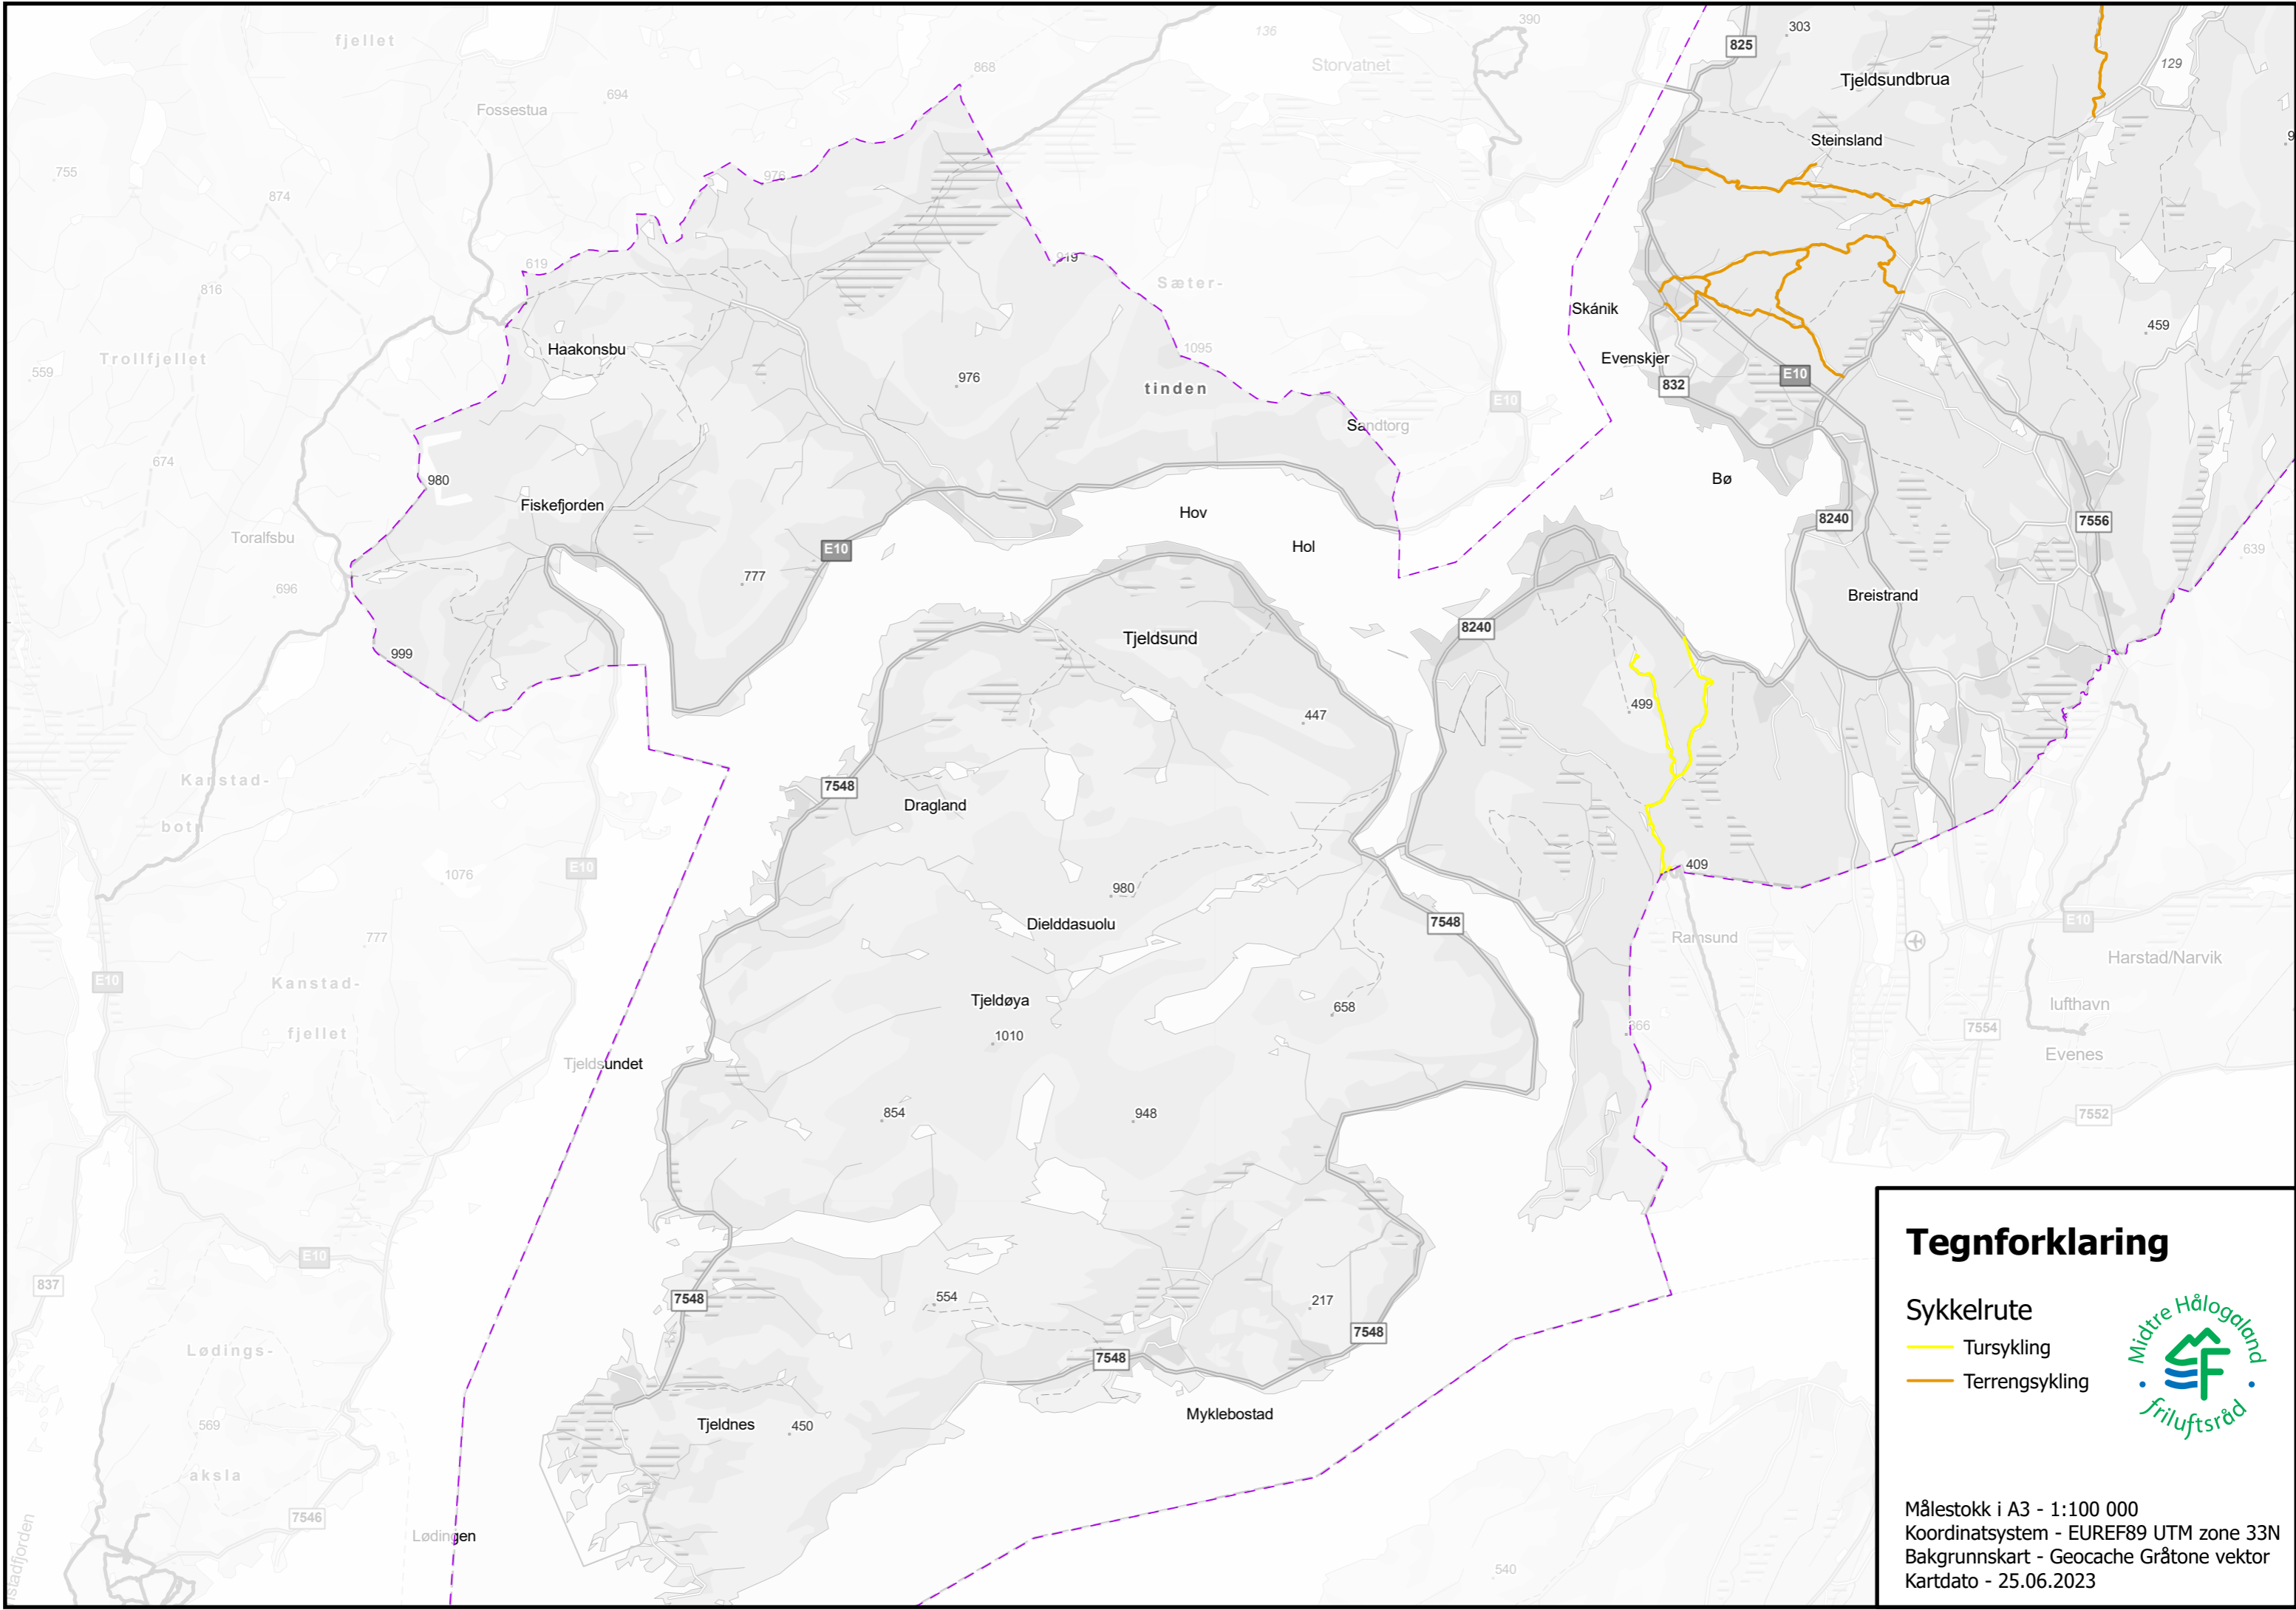 fjellet
136
390
825
303
Storvatnet
868
Tjeldsundbrua
129
694
Fossestua
Steinsland
755
976
874
619
919
816
Sæter-
Skánik
459
Haakonsbu
1095
Trollfjellet
559
Evenskjer
976
tinden
832
E10
E10
Sandtorg
674
980
Bø
Fiskefjorden
Hov
8240
7556
Toralfsbu
Hol
E10
639
777
696
Breistrand
8240
Tjeldsund
999
499
447
Kanstad-
7548
Dragland
botn
E10
409
1076
980
Dielddasuolu
7548
E10
777
Ramsund
Harstad/Narvik
E10
Kanstad-
Tjeldøya
658
lufthavn
366
7554
fjellet
1010
Evenes
Tjeldsundet
854
948
7552
E10
837
7548
554
217
7548
Lødings-
7548
Myklebostad
569
Tjeldnes
450
aksla
7546
Lødingen
540
Tegnforklaring
Sykkelrute
Tursykling
Terrengsykling
Midtre Hålogaland
friluftsråd
Målestokk i A3 - 1:100 000
Koordinatsystem - EUREF89 UTM zone 33N
Bakgrunnskart - Geocache Gråtone vektor
Kartdato - 25.06.2023